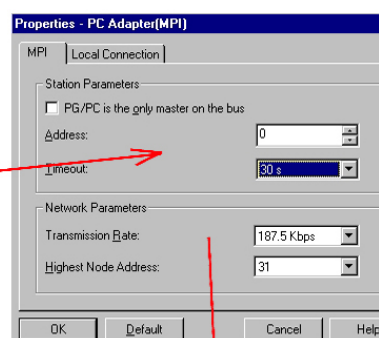 Properties - PC Adapter(MPI)
MPI Local Connection
Station Parameters
PG/PC is the only master on the bus
Address: 0
Timeout: 30 s
Network Parameters
Transmission Rate: 187.5 Kbps
Highest Node Address: 31
OK Default Cancel Help